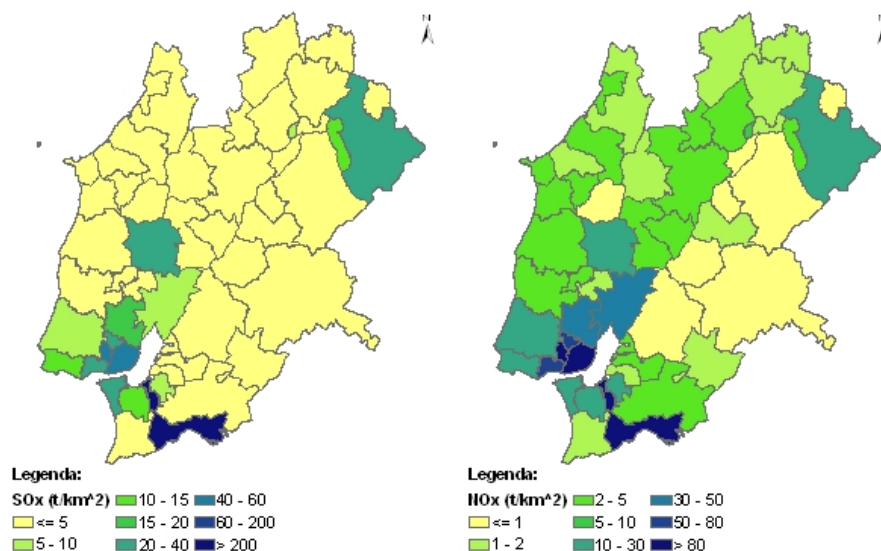 N
N
Legenda:
SOx (t/km^2)
<= 5
5 - 10
10 - 15
15 - 20
20 - 40
40 - 60
60 - 200
> 200
Legenda:
NOx (t/km^2)
<= 1
1 - 2
2 - 5
5 - 10
10 - 30
30 - 50
50 - 80
> 80